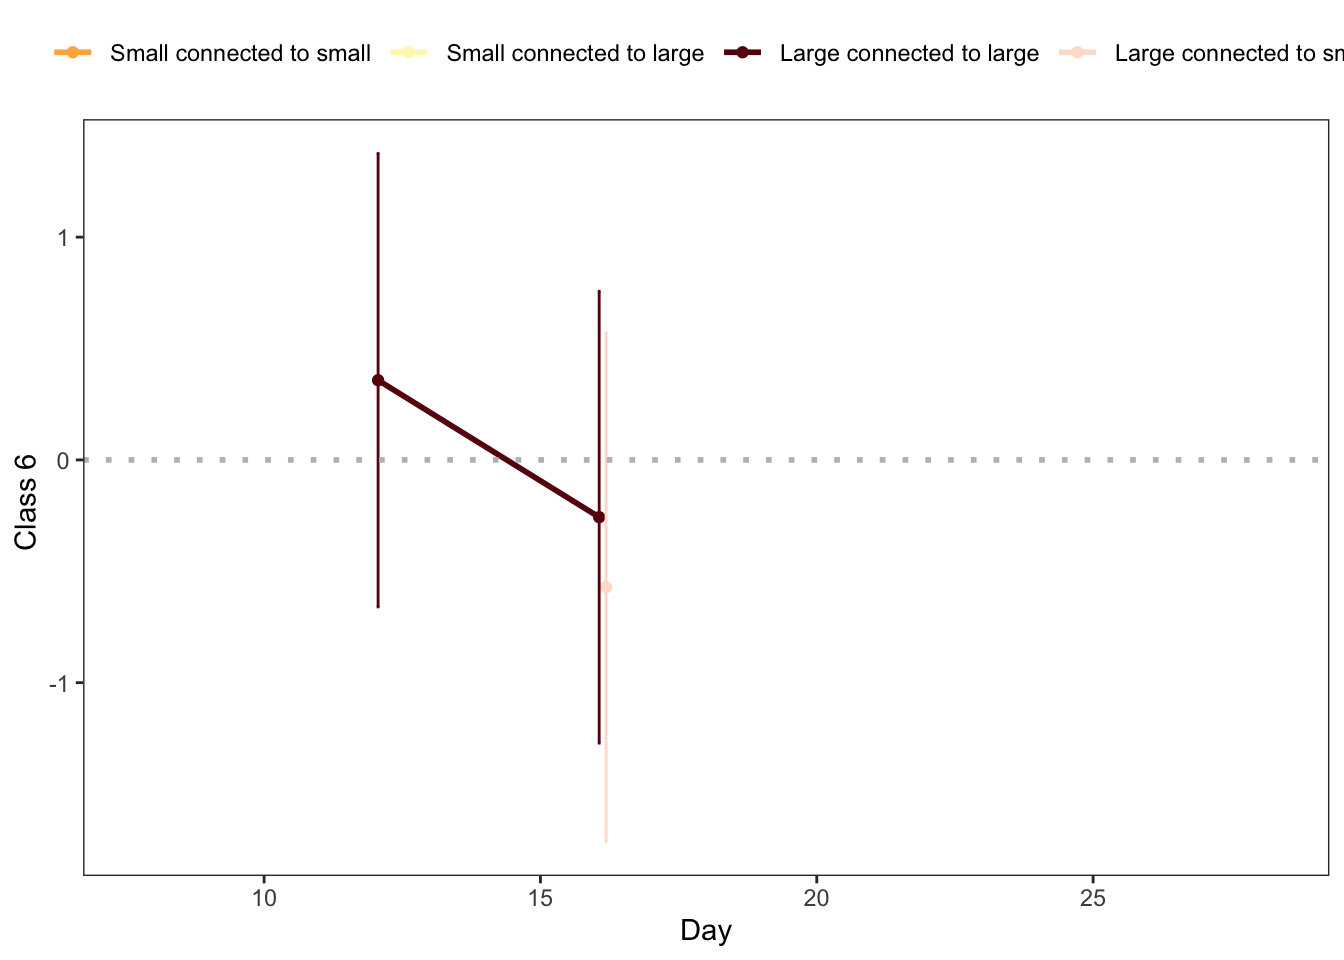 Small connected to small Small connected to large Large connected to large Large connected to sm
1
0
-1
Class 6
10 15 20 25
Day